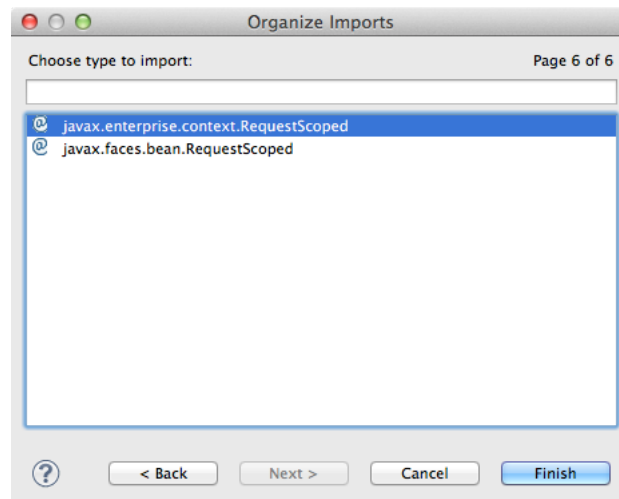 Organize Imports
Choose type to import: Page 6 of 6
@ javax.enterprise.context.RequestScoped
@ javax.faces.bean.RequestScoped
? < Back Next > Cancel Finish